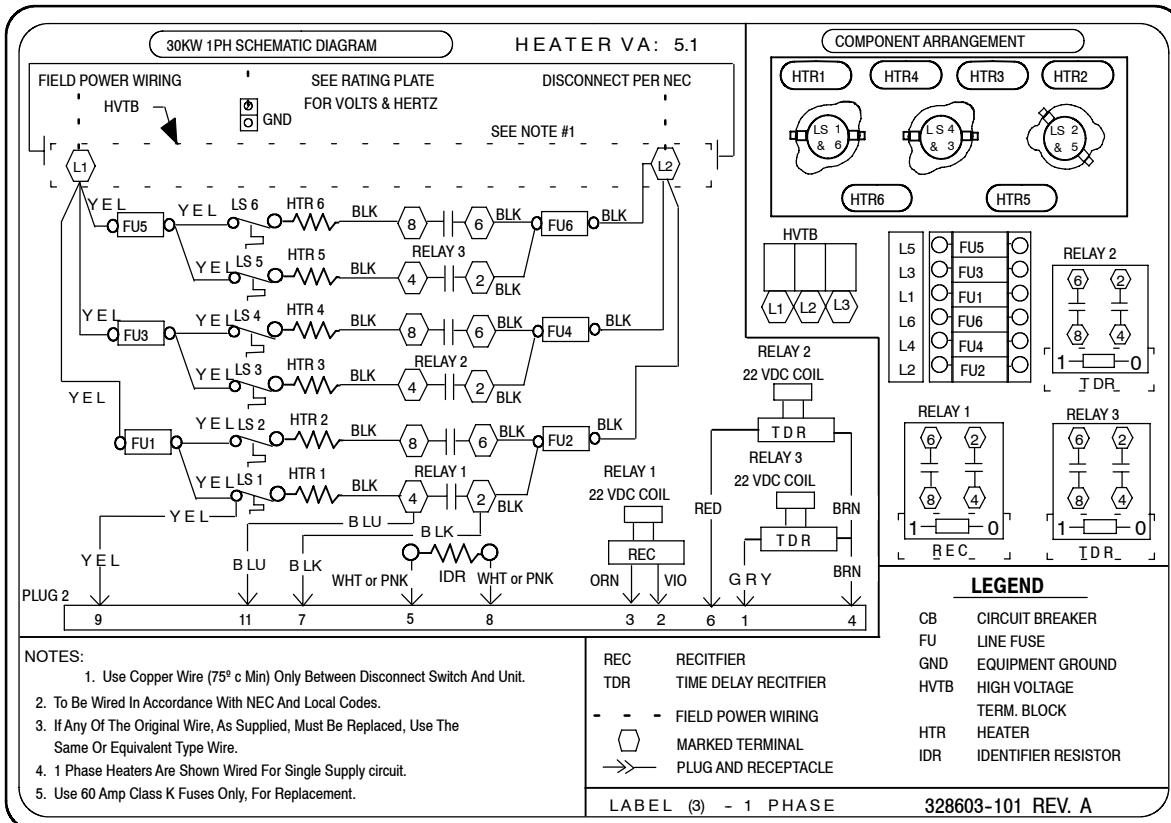 30KW 1PH SCHEMATIC DIAGRAM
HEATER VA: 5.1
FIELD POWER WIRING
SEE RATING PLATE
FOR VOLTS & HERTZ
DISCONNECT PER NEC
HVTB
GND
SEE NOTE #1
L1
L2
YEL
FU5
YEL
LS 6
HTR 6
BLK
8
6
BLK
FU6
BLK
RELAY 3
YEL
LS 5
HTR 5
BLK
4
2
BLK
YEL
FU3
YEL
LS 4
HTR 4
BLK
8
6
BLK
FU4
BLK
RELAY 2
YEL
LS 3
HTR 3
BLK
4
2
BLK
YEL
FU1
YEL
LS 2
HTR 2
BLK
8
6
BLK
FU2
BLK
RELAY 1
YEL
LS 1
HTR 1
BLK
4
2
BLK
YEL
BLU
BLK
YEL
BLU
BLK
WHT or PNK
IDR
WHT or PNK
RELAY 1
22 VDC COIL
REC
ORN
VIO
RELAY 2
22 VDC COIL
TDR
RELAY 3
22 VDC COIL
TDR
RED
BRN
GRY
BRN
PLUG 2
9
11
7
5
8
3
2
6
1
4
COMPONENT ARRANGEMENT
HTR1
HTR4
HTR3
HTR2
LS 1
& 6
LS 4
& 3
LS 2
& 5
HTR6
HTR5
HVTB
L1
L2
L3
L5 FU5
L3 FU3
L1 FU1
L6 FU6
L4 FU4
L2 FU2
RELAY 2
6
2
8
4
1
0
TDR
RELAY 1
6
2
8
4
1
0
REC
RELAY 3
6
2
8
4
1
0
TDR
NOTES:
1. Use Copper Wire (75º c Min) Only Between Disconnect Switch And Unit.
2. To Be Wired In Accordance With NEC And Local Codes.
3. If Any Of The Original Wire, As Supplied, Must Be Replaced, Use The
Same Or Equivalent Type Wire.
4. 1 Phase Heaters Are Shown Wired For Single Supply circuit.
5. Use 60 Amp Class K Fuses Only, For Replacement.
REC RECITFIER
TDR TIME DELAY RECITFIER
FIELD POWER WIRING
MARKED TERMINAL
PLUG AND RECEPTACLE
LEGEND
CB CIRCUIT BREAKER
FU LINE FUSE
GND EQUIPMENT GROUND
HVTB HIGH VOLTAGE
TERM. BLOCK
HTR HEATER
IDR IDENTIFIER RESISTOR
LABEL (3) - 1 PHASE
328603-101 REV. A